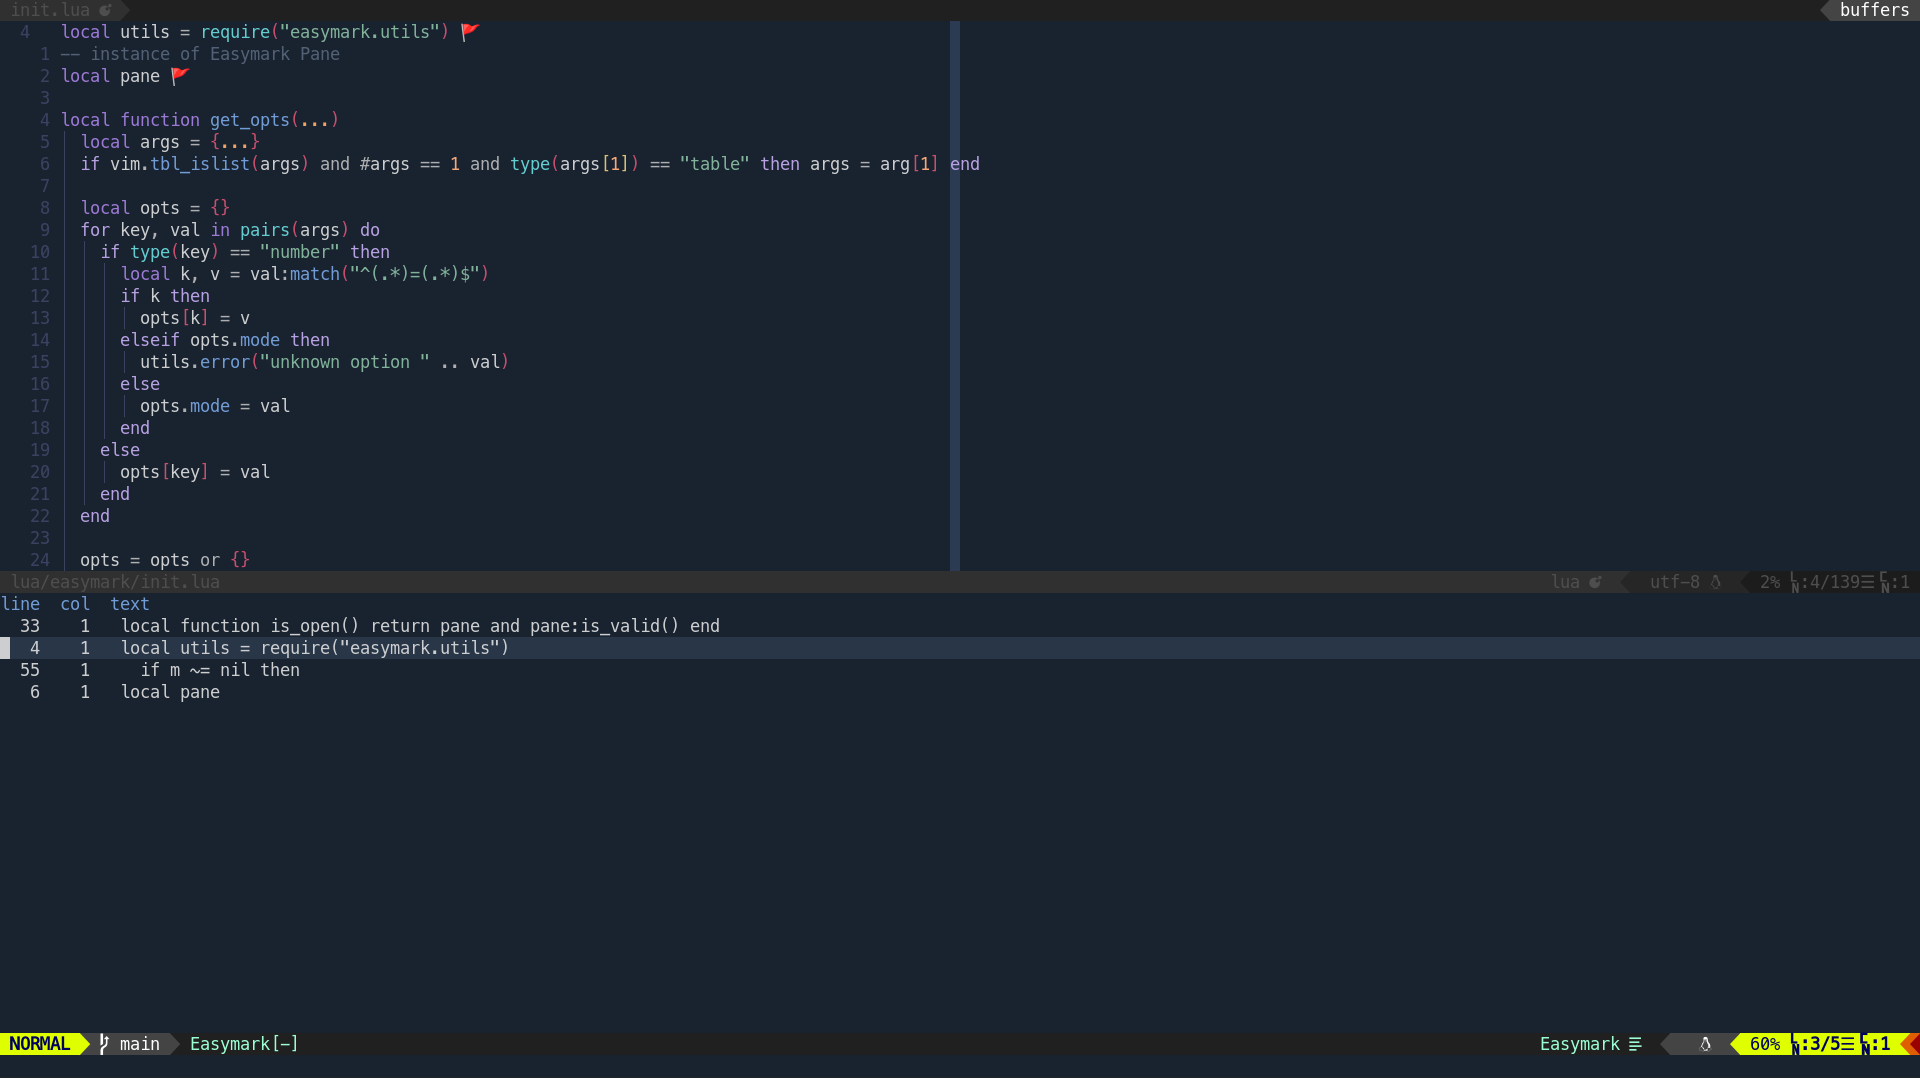 init.lua buffers
4 local utils = require("easymark.utils") 🚩
1 -- instance of Easymark Pane
2 local pane 🚩
3
4 local function get_opts(...)
5 local args = {...}
6 if vim.tbl_islist(args) and #args == 1 and type(args[1]) == "table" then args = arg[1] end
7
8 local opts = {}
9 for key, val in pairs(args) do
10 if type(key) == "number" then
11 local k, v = val:match("^(.*)=(.*)$")
12 if k then
13 opts[k] = v
14 elseif opts.mode then
15 utils.error("unknown option " .. val)
16 else
17 opts.mode = val
18 end
19 else
20 opts[key] = val
21 end
22 end
23
24 opts = opts or {}
lua/easymark/init.lua lua utf-8 2% :4/139☰ :1
line col text
33 1 local function is_open() return pane and pane:is_valid() end
4 1 local utils = require("easymark.utils")
55 1 if m ~= nil then
6 1 local pane
NORMAL main Easymark[-] Easymark 60% :3/5☰ :1